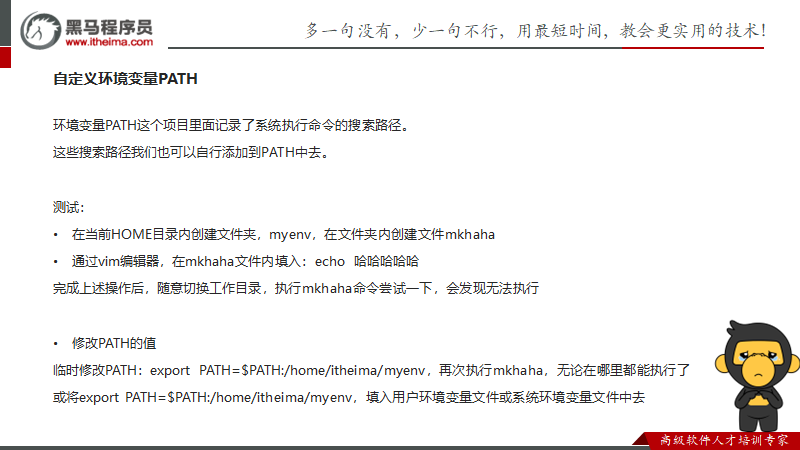 黑马程序员
www.itheima.com
多一句没有，少一句不行，用最短时间，教会更实用的技术！
自定义环境变量PATH
环境变量PATH这个项目里面记录了系统执行命令的搜索路径。
这些搜索路径我们也可以自行添加到PATH中去。
测试：
• 在当前HOME目录内创建文件夹，myenv，在文件夹内创建文件mkhaha
• 通过vim编辑器，在mkhaha文件内填入：echo 哈哈哈哈哈
完成上述操作后，随意切换工作目录，执行mkhaha命令尝试一下，会发现无法执行
• 修改PATH的值
临时修改PATH：export PATH=$PATH:/home/itheima/myenv，再次执行mkhaha，无论在哪里都能执行了
或将export PATH=$PATH:/home/itheima/myenv，填入用户环境变量文件或系统环境变量文件中去
高级软件人才培训专家